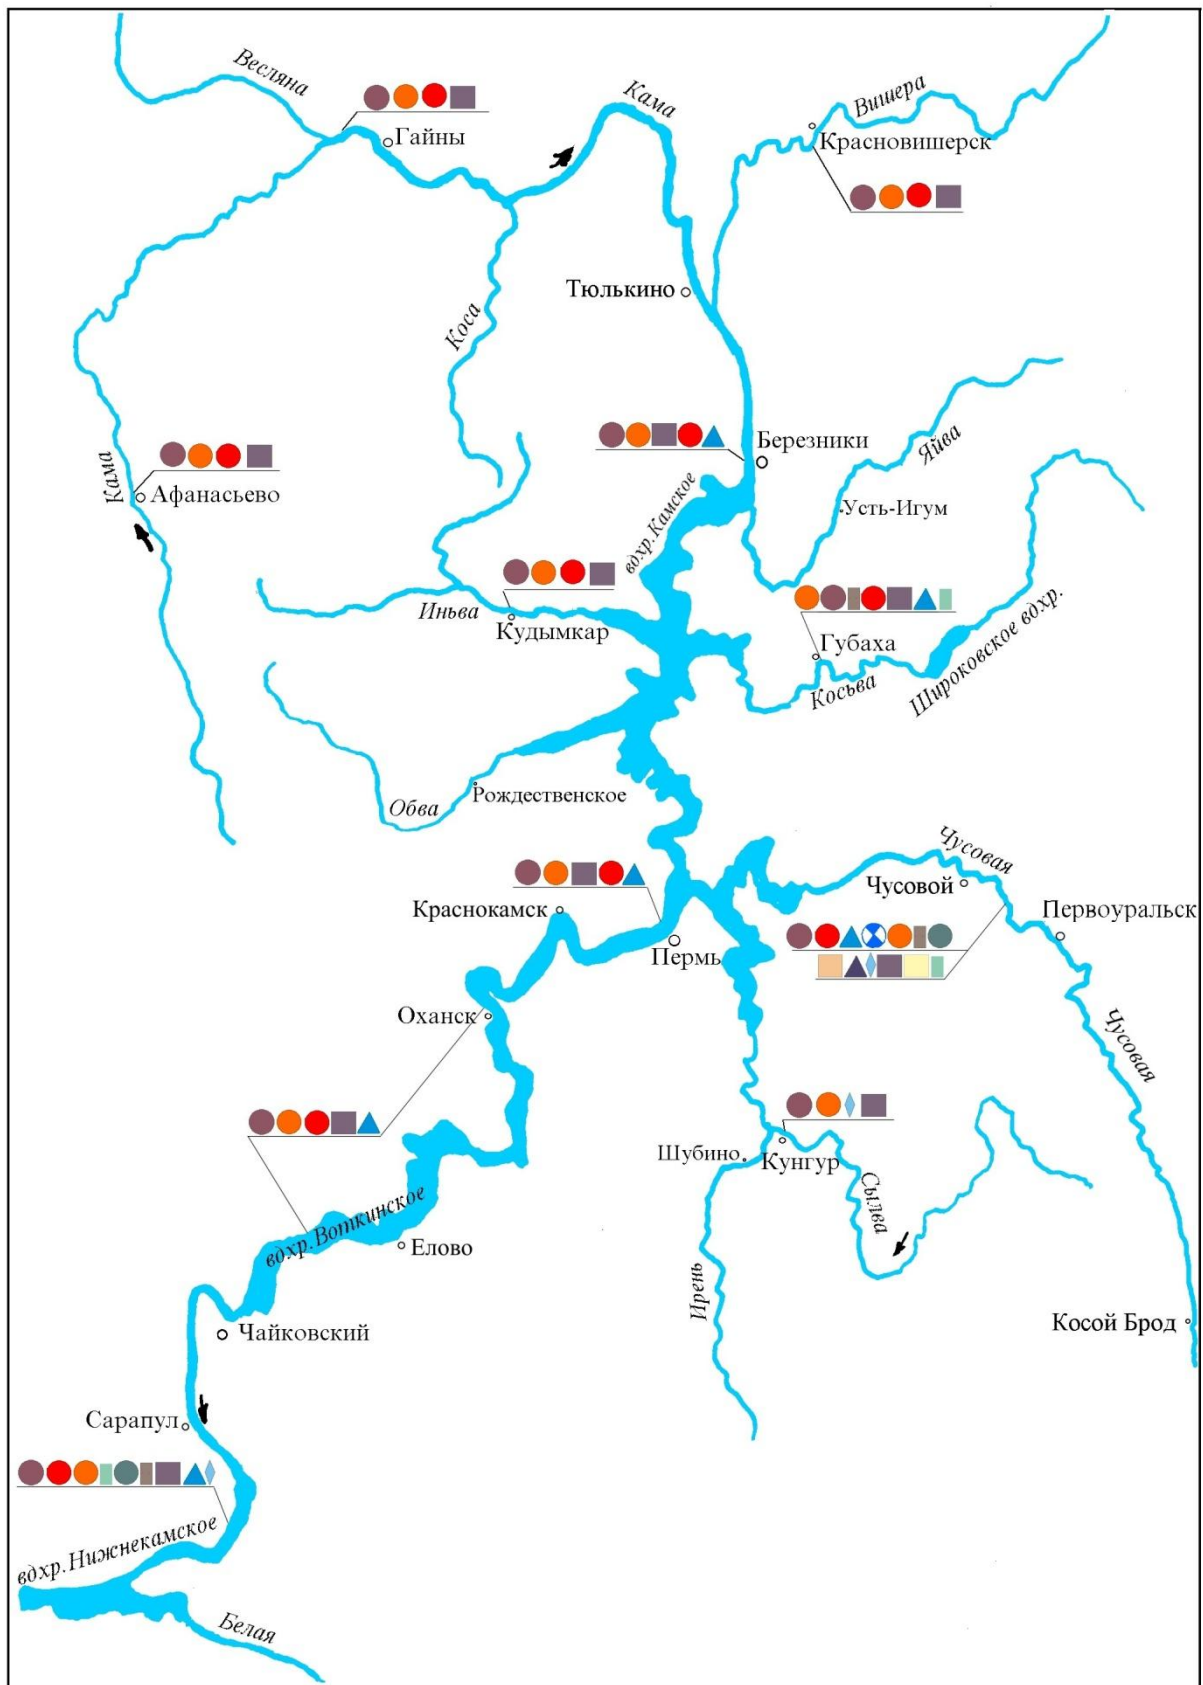 Весляна
Гайны
Кама
Вишера
Красновишерск
Тюлькино
Коса
Березники
Яйва
Кама
Афанасьево
вдхр.Камское
Усть-Игум
Иньва
Кудымкар
Губаха
Косьва
Широковское вдхр.
Обва
Рождественское
Чусовая
Чусовой
Краснокамск
Первоуральск
Пермь
Оханск
Чусовая
Шубино
Кунгур
Сылва
вдхр.Воткинское
Елово
Ирень
Чайковский
Косой Брод
Сарапул
вдхр.Нижнекамское
Белая